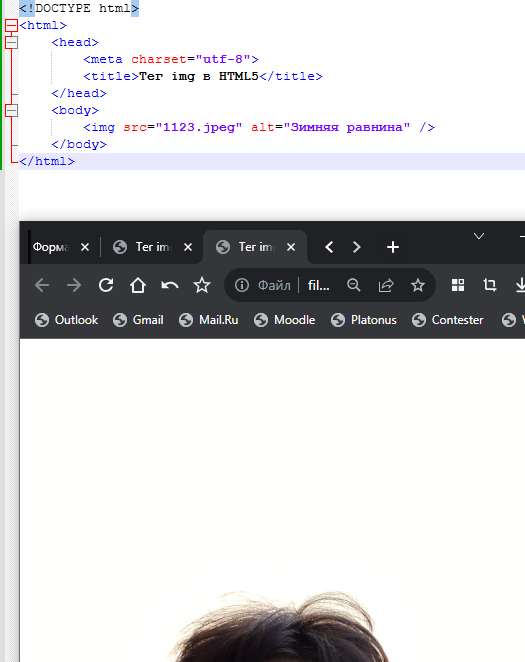 <!DOCTYPE html>
<html>
<head>
<meta charset="utf-8">
<title>Тег img в HTML5</title>
</head>
<body>
<img src="1123.jpeg" alt="Зимняя равнина" />
</body>
</html>
Форма Тег im Тег im
Файл fil...
Outlook Gmail Mail.Ru Moodle Platonus Contester